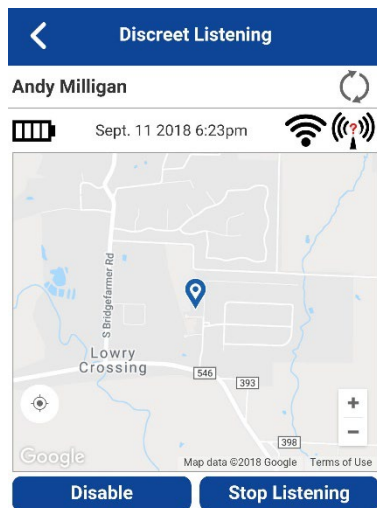 Discreet Listening
Andy Milligan
Sept. 11 2018 6:23pm
?
S Bridgefarmer Rd
Lowry
Crossing
546
393
398
+
−
Google
Map data ©2018 Google Terms of Use
Disable Stop Listening